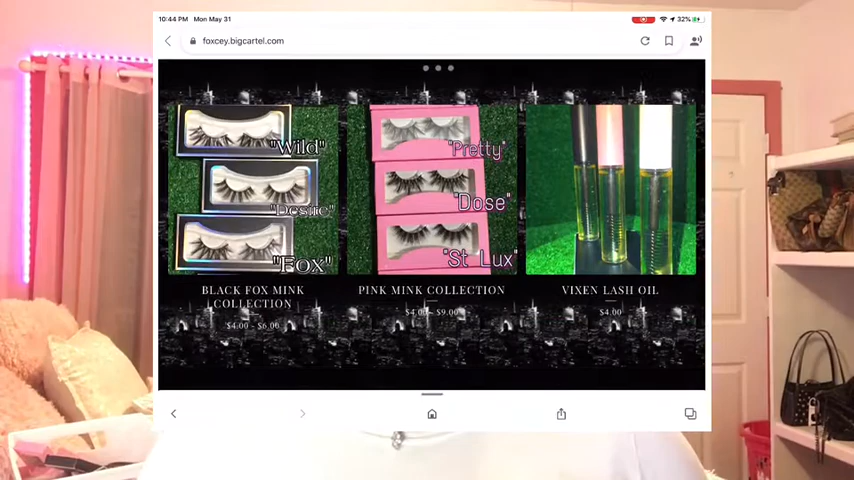 10:44 PM Mon May 31
32%
foxcey.bigcartel.com
"Wild"
"Desire"
"Fox"
"Pretty"
"Dose"
"St Lux"
BLACK FOX MINK
COLLECTION
$4.00 - $6.00
PINK MINK COLLECTION
$4.00 - $9.00
VIXEN LASH OIL
$4.00